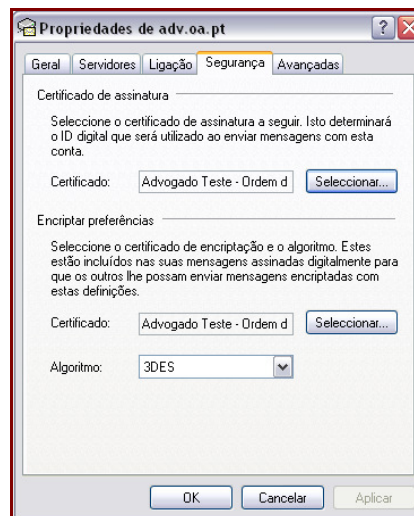 Propriedades de adv.oa.pt
Geral Servidores Ligação Segurança Avançadas
Certificado de assinatura
Seleccione o certificado de assinatura a seguir. Isto determinará
o ID digital que será utilizado ao enviar mensagens com esta
conta.
Certificado: Advogado Teste - Ordem d Seleccionar...
Encriptar preferências
Seleccione o certificado de encriptação e o algoritmo. Estes
estão incluídos nas suas mensagens assinadas digitalmente para
que os outros lhe possam enviar mensagens encriptadas com
estas definições.
Certificado: Advogado Teste - Ordem d Seleccionar...
Algoritmo: 3DES
OK Cancelar Aplicar